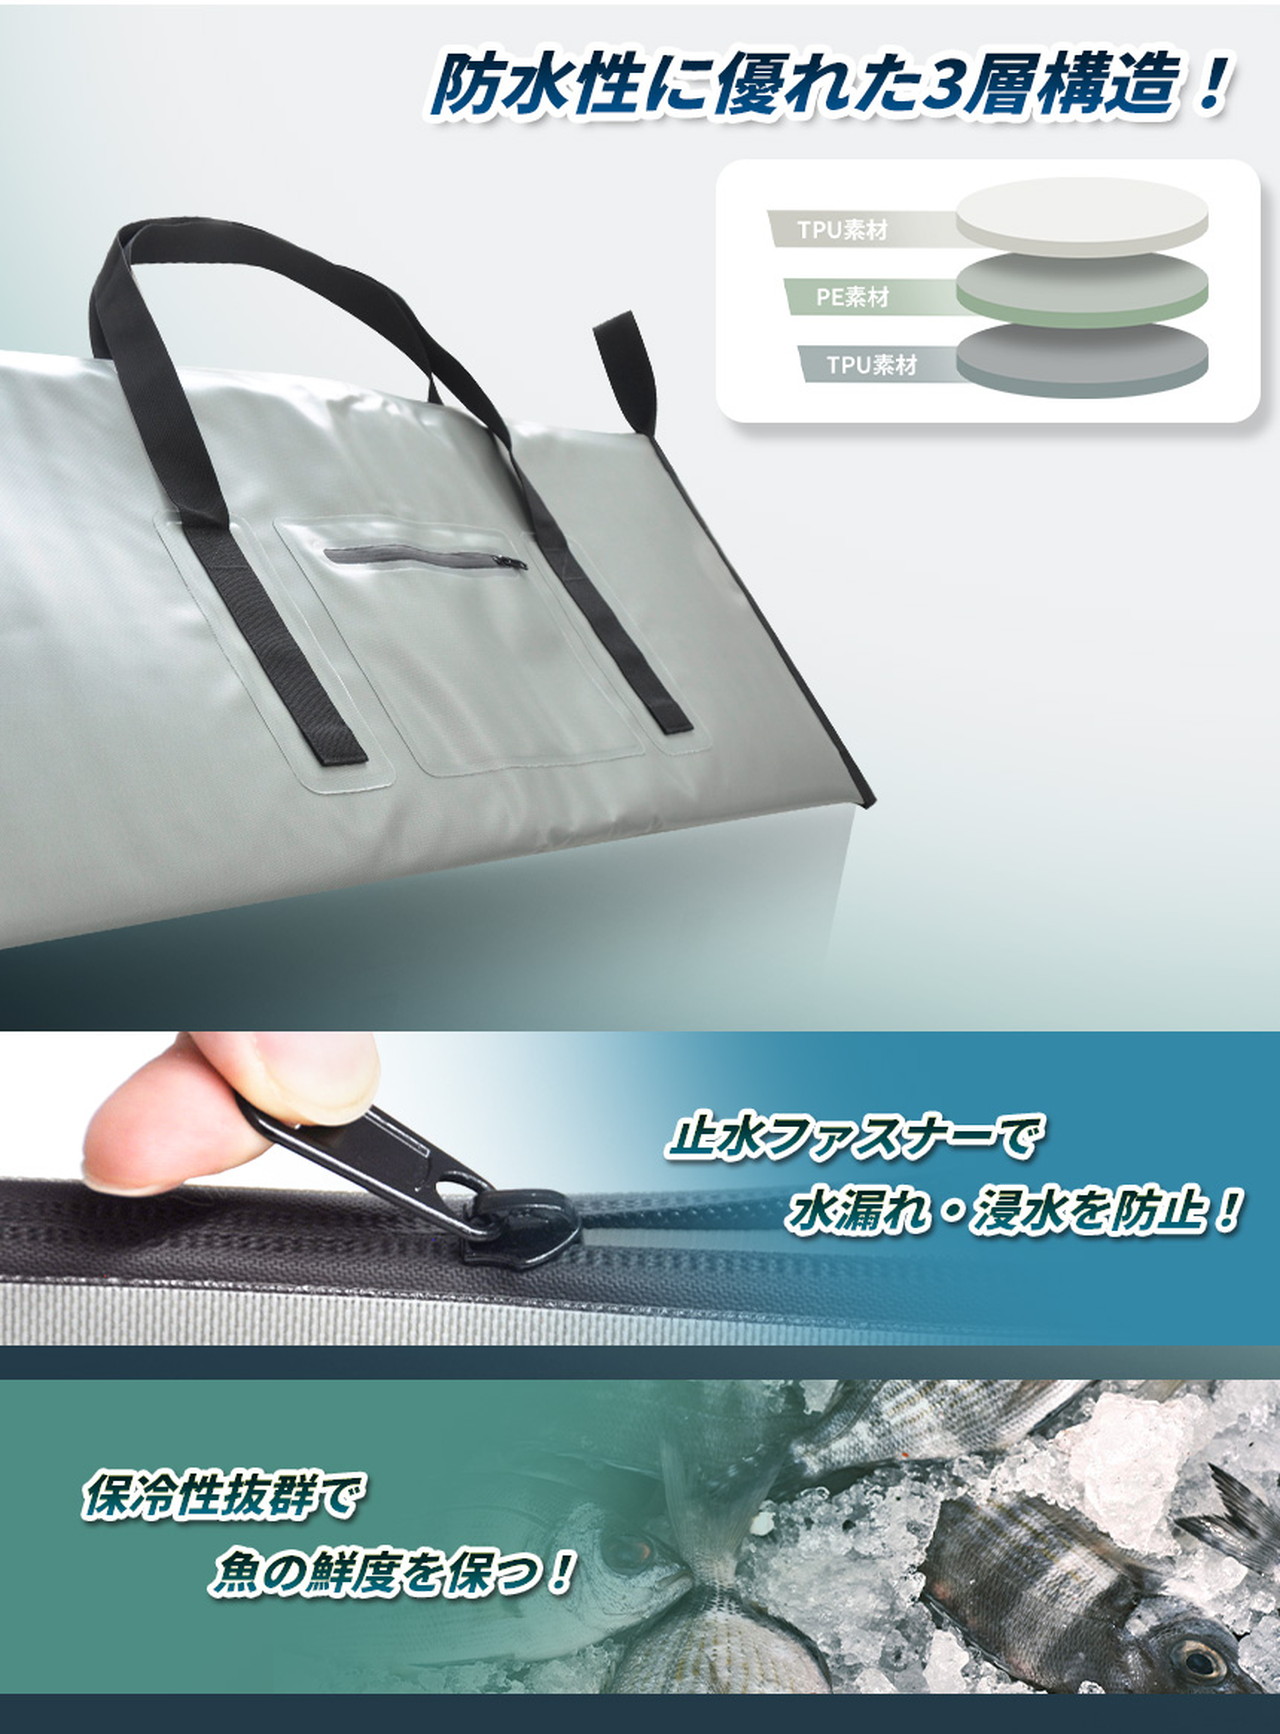 防水性に優れた3層構造！
TPU素材
PE素材
TPU素材
止水ファスナーで
水漏れ・浸水を防止！
保冷性抜群で
魚の鮮度を保つ！